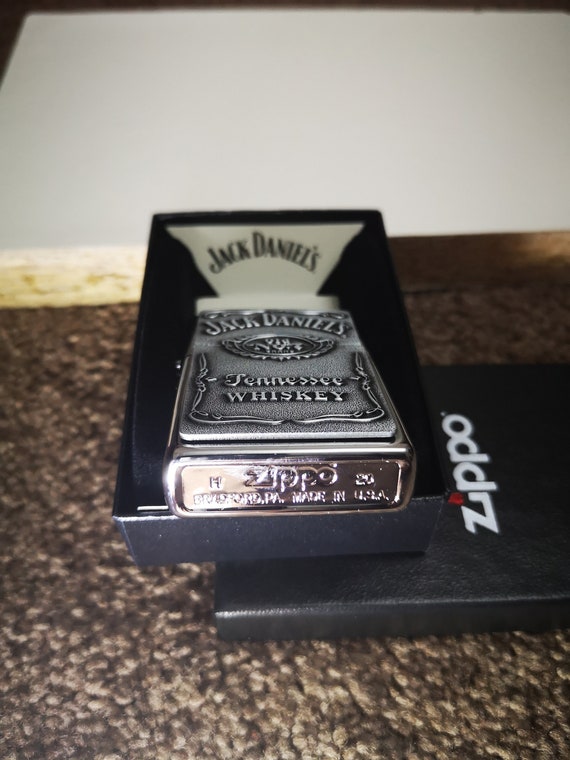 JACK DANIEL'S
JACK DANIEL'S
Tennessee
WHISKEY
H Zippo 20
BRADFORD, PA. MADE IN U.S.A.
Zippo